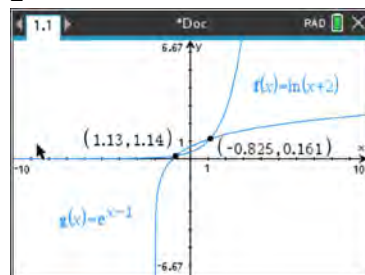 1.1 *Doc RAD
6.67 y
f(x)=ln(x+2)
(1.13, 1.14) 1 x
-10 1 (-0.825, 0.161) 10
g(x)=e^x-1
-6.67